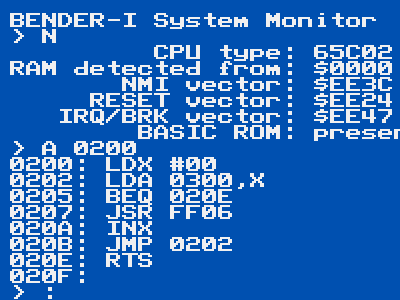 BENDER-I System Monitor
> N
CPU type: 65C02
RAM detected from: $0000
NMI vector: $EE3C
RESET vector: $EE24
IRQ/BRK vector: $EE47
BASIC ROM: presen
> A 0200
0200: LDX #00
0202: LDA 0300,X
0205: BEQ 020E
0207: JSR FF06
020A: INX
020B: JMP 0202
020E: RTS
020F:
> :